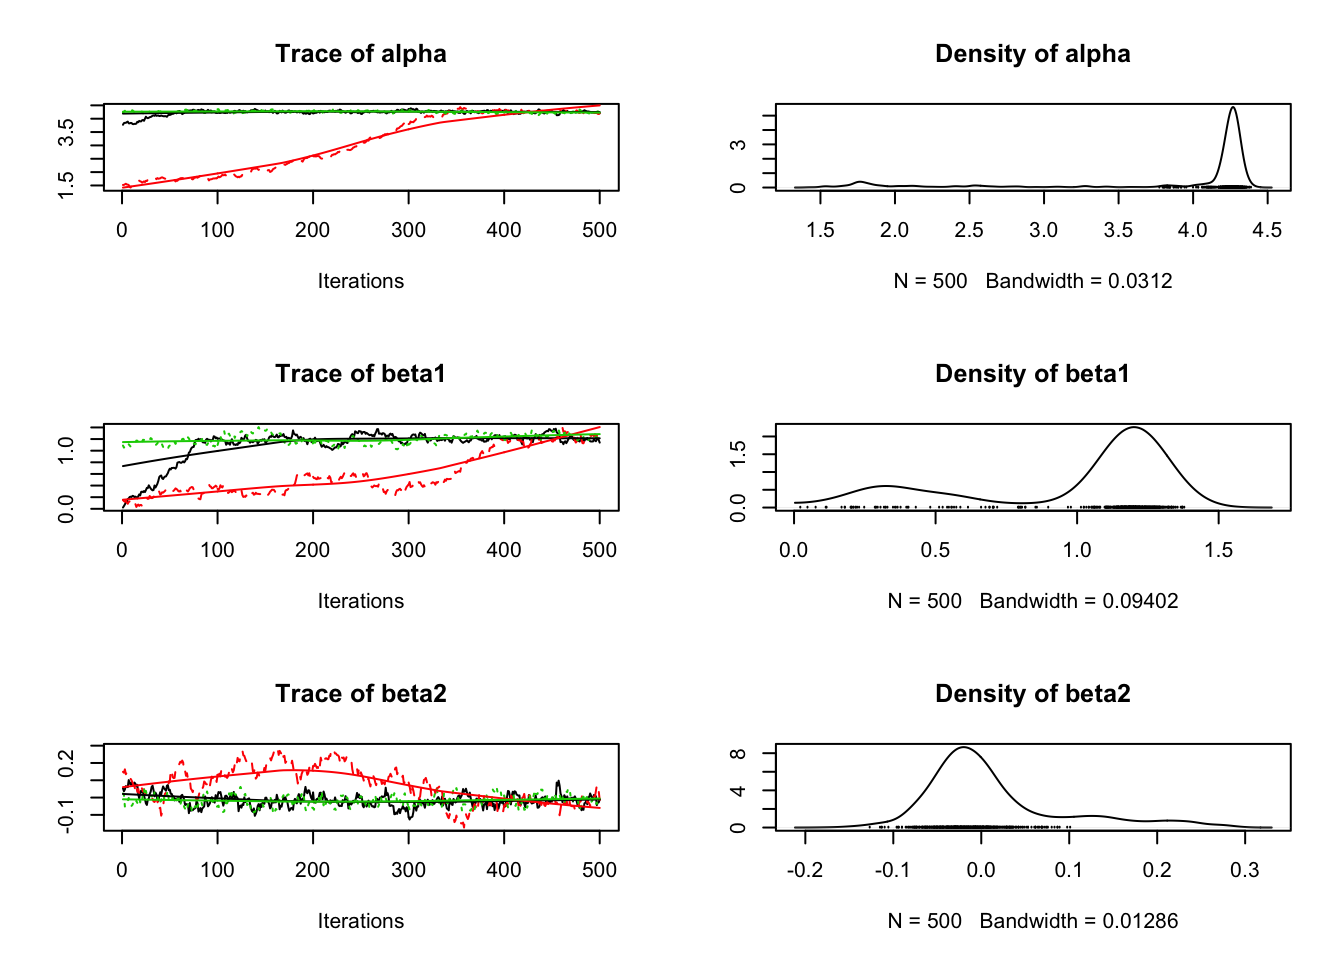 Trace of alpha
3.5
1.5
0 100 200 300 400 500
Iterations
Density of alpha
3
0
1.5 2.0 2.5 3.0 3.5 4.0 4.5
N = 500 Bandwidth = 0.0312
Trace of beta1
1.0
0.0
0 100 200 300 400 500
Iterations
Density of beta1
1.5
0.0
0.0 0.5 1.0 1.5
N = 500 Bandwidth = 0.09402
Trace of beta2
0.2
-0.1
0 100 200 300 400 500
Iterations
Density of beta2
8
4
0
-0.2 -0.1 0.0 0.1 0.2 0.3
N = 500 Bandwidth = 0.01286